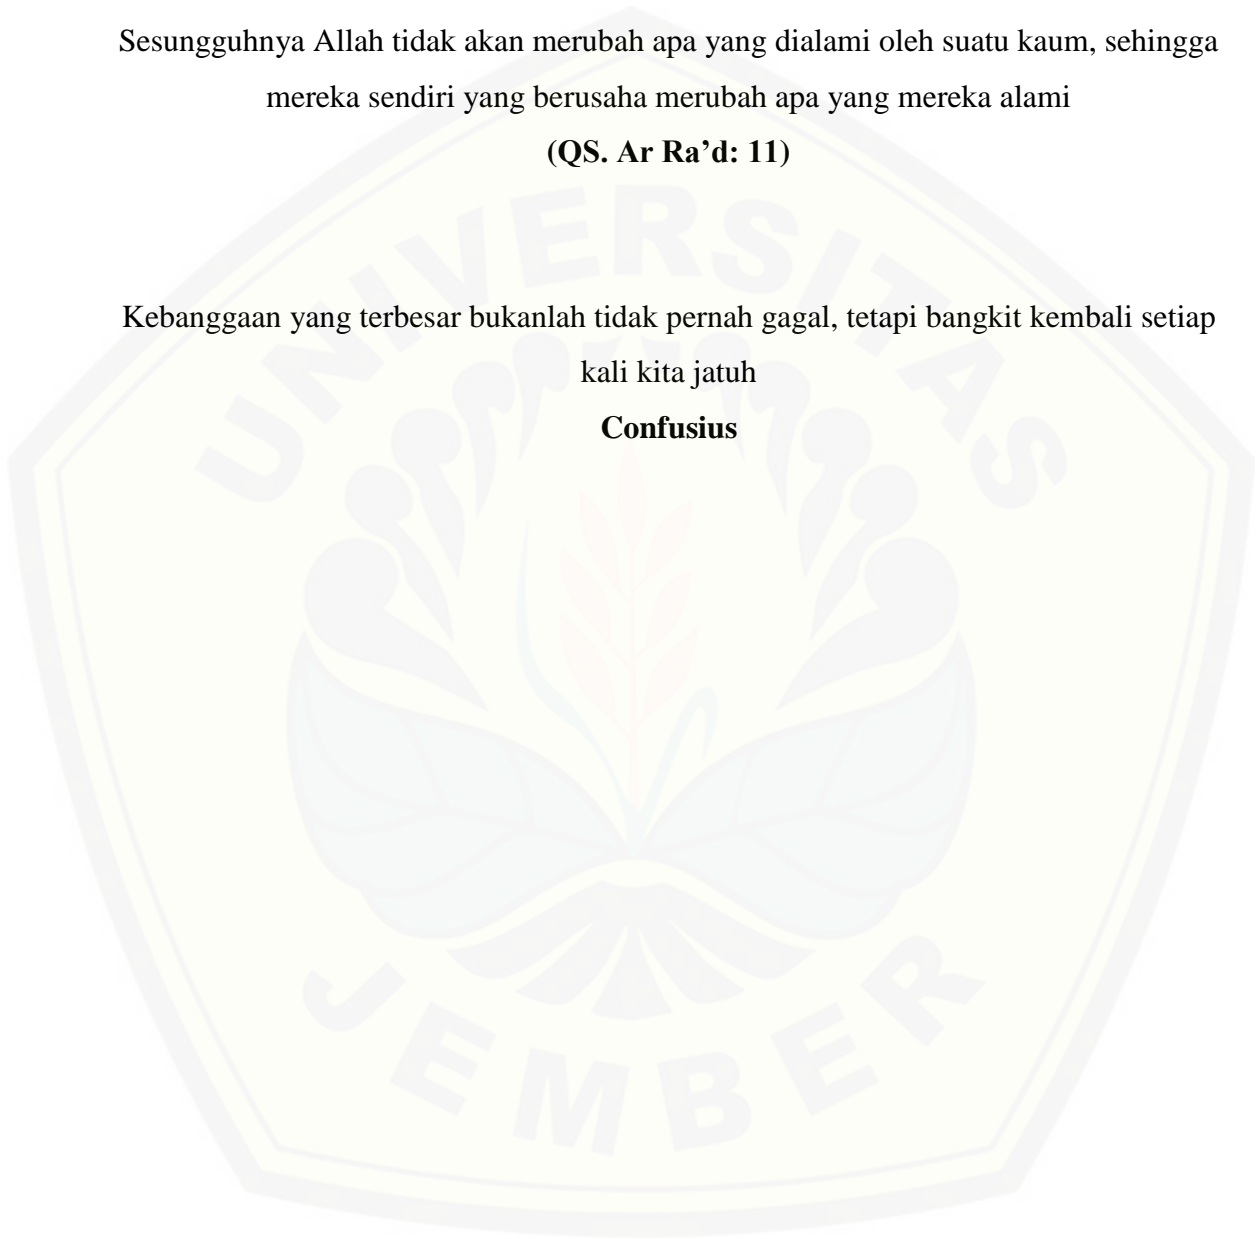 Sesungguhnya Allah tidak akan merubah apa yang dialami oleh suatu kaum, sehingga
mereka sendiri yang berusaha merubah apa yang mereka alami
(QS. Ar Ra’d: 11)
UNIVERSITAS
Kebanggaan yang terbesar bukanlah tidak pernah gagal, tetapi bangkit kembali setiap
kali kita jatuh
Confusius
JEMBER